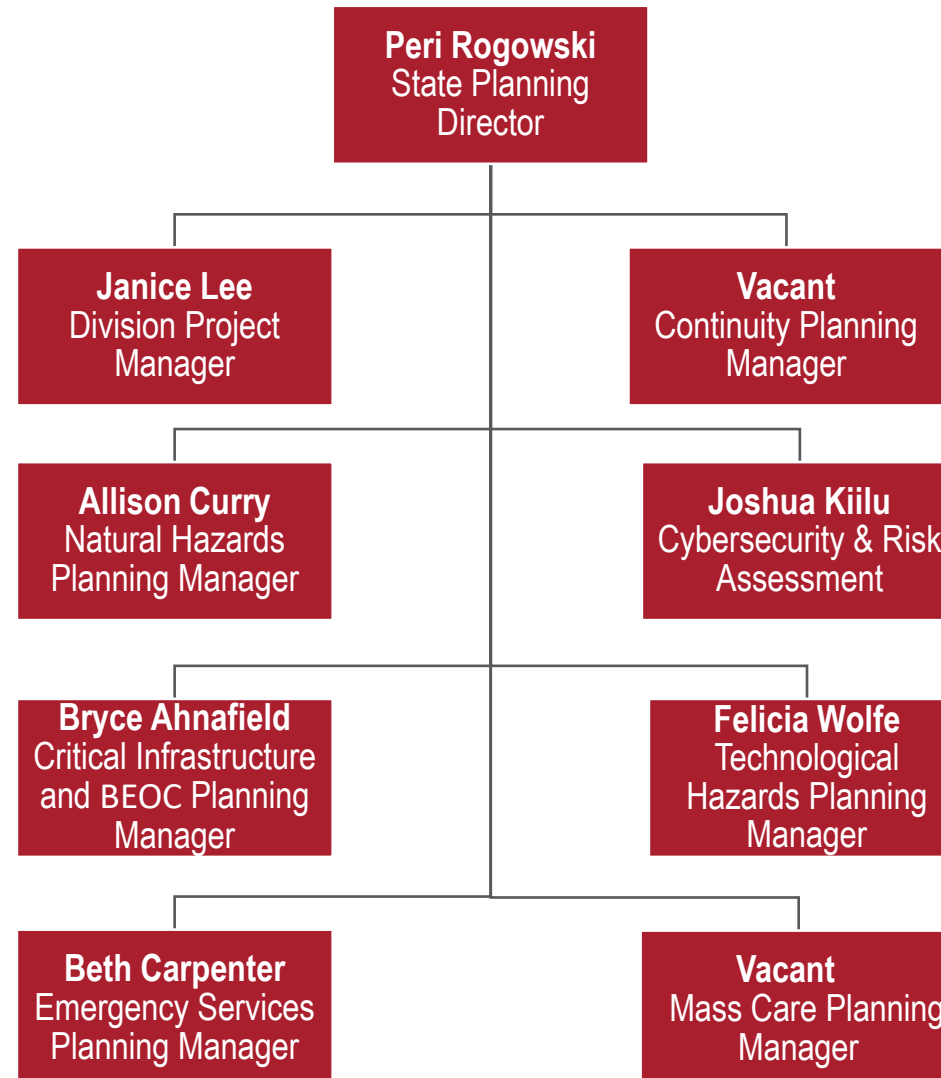 Peri Rogowski
State Planning
Director
Janice Lee
Division Project
Manager
Vacant
Continuity Planning
Manager
Allison Curry
Natural Hazards
Planning Manager
Joshua Kiilu
Cybersecurity & Risk
Assessment
Bryce Ahnafield
Critical Infrastructure
and BEOC Planning
Manager
Felicia Wolfe
Technological
Hazards Planning
Manager
Beth Carpenter
Emergency Services
Planning Manager
Vacant
Mass Care Planning
Manager